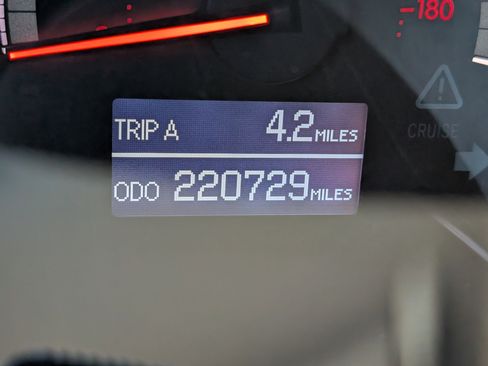 -180
TRIP A 4.2 MILES
CRUISE
ODO 220729 MILES